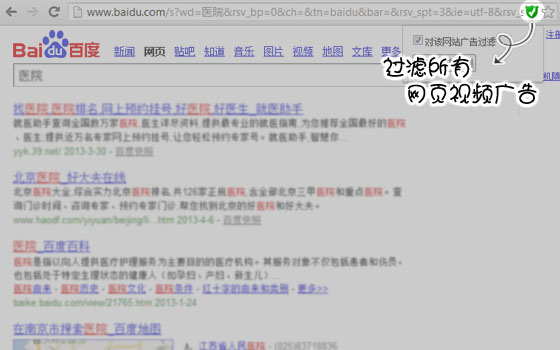 www.baidu.com/s?wd=医院&rsv_bp=0&ch=&tn=baidu&bar=&rsv_spt=3&ie=utf-8&rsv_s
对该网站广告过滤
过滤所有
网页视频广告
Bai du 百度
新闻 网页 贴吧 知道 音乐 图片 视频 地图 文库 更多»
医院
找医院,医院排名,网上预约挂号,好医院 好医生_就医助手
就医助手查询全国数万家医院,医生详尽资料,提供最专业的就医指南,为您推荐全国最好的医院
、医生,提供近万名专家网上预约挂号,让您轻松预约专家号。就医助手,智慧你...
yyk.39.net/ 2013-3-30 - 百度快照
北京医院_好大夫在线
北京医院大全,综合实力北京医院排名,共126家正规医院,含全部北京三甲医院和重点医院。查
询门诊时间、咨询专家、预约专家门诊,帮您找到北京的好医院和好大夫。
www.haodf.com/yiyuan/beijing/li...htm 2013-4-6 - 百度快照
医院_百度百科
医院是指以向人提供医疗护理服务为主要目的的医疗机构。其服务对象不仅包括患者和伤员,
也包括处于特定生理状态的健康人（如孕妇、产妇、新生儿）...
医院由来 - 医院历史 - 医院文化 - 医院条件 - 红十字的由来和类别 - 更多>>
baike.baidu.com/view/21765.htm 2013-1-24
在南京市搜索医院_百度地图
A. 江苏省人民医院 - (025)83718836